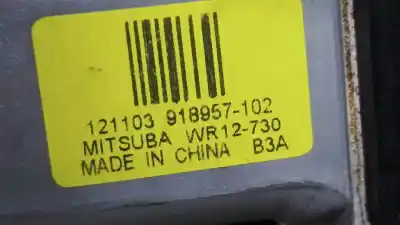 121103 918957-102
MITSUBA WR12-730
MADE IN CHINA B3A